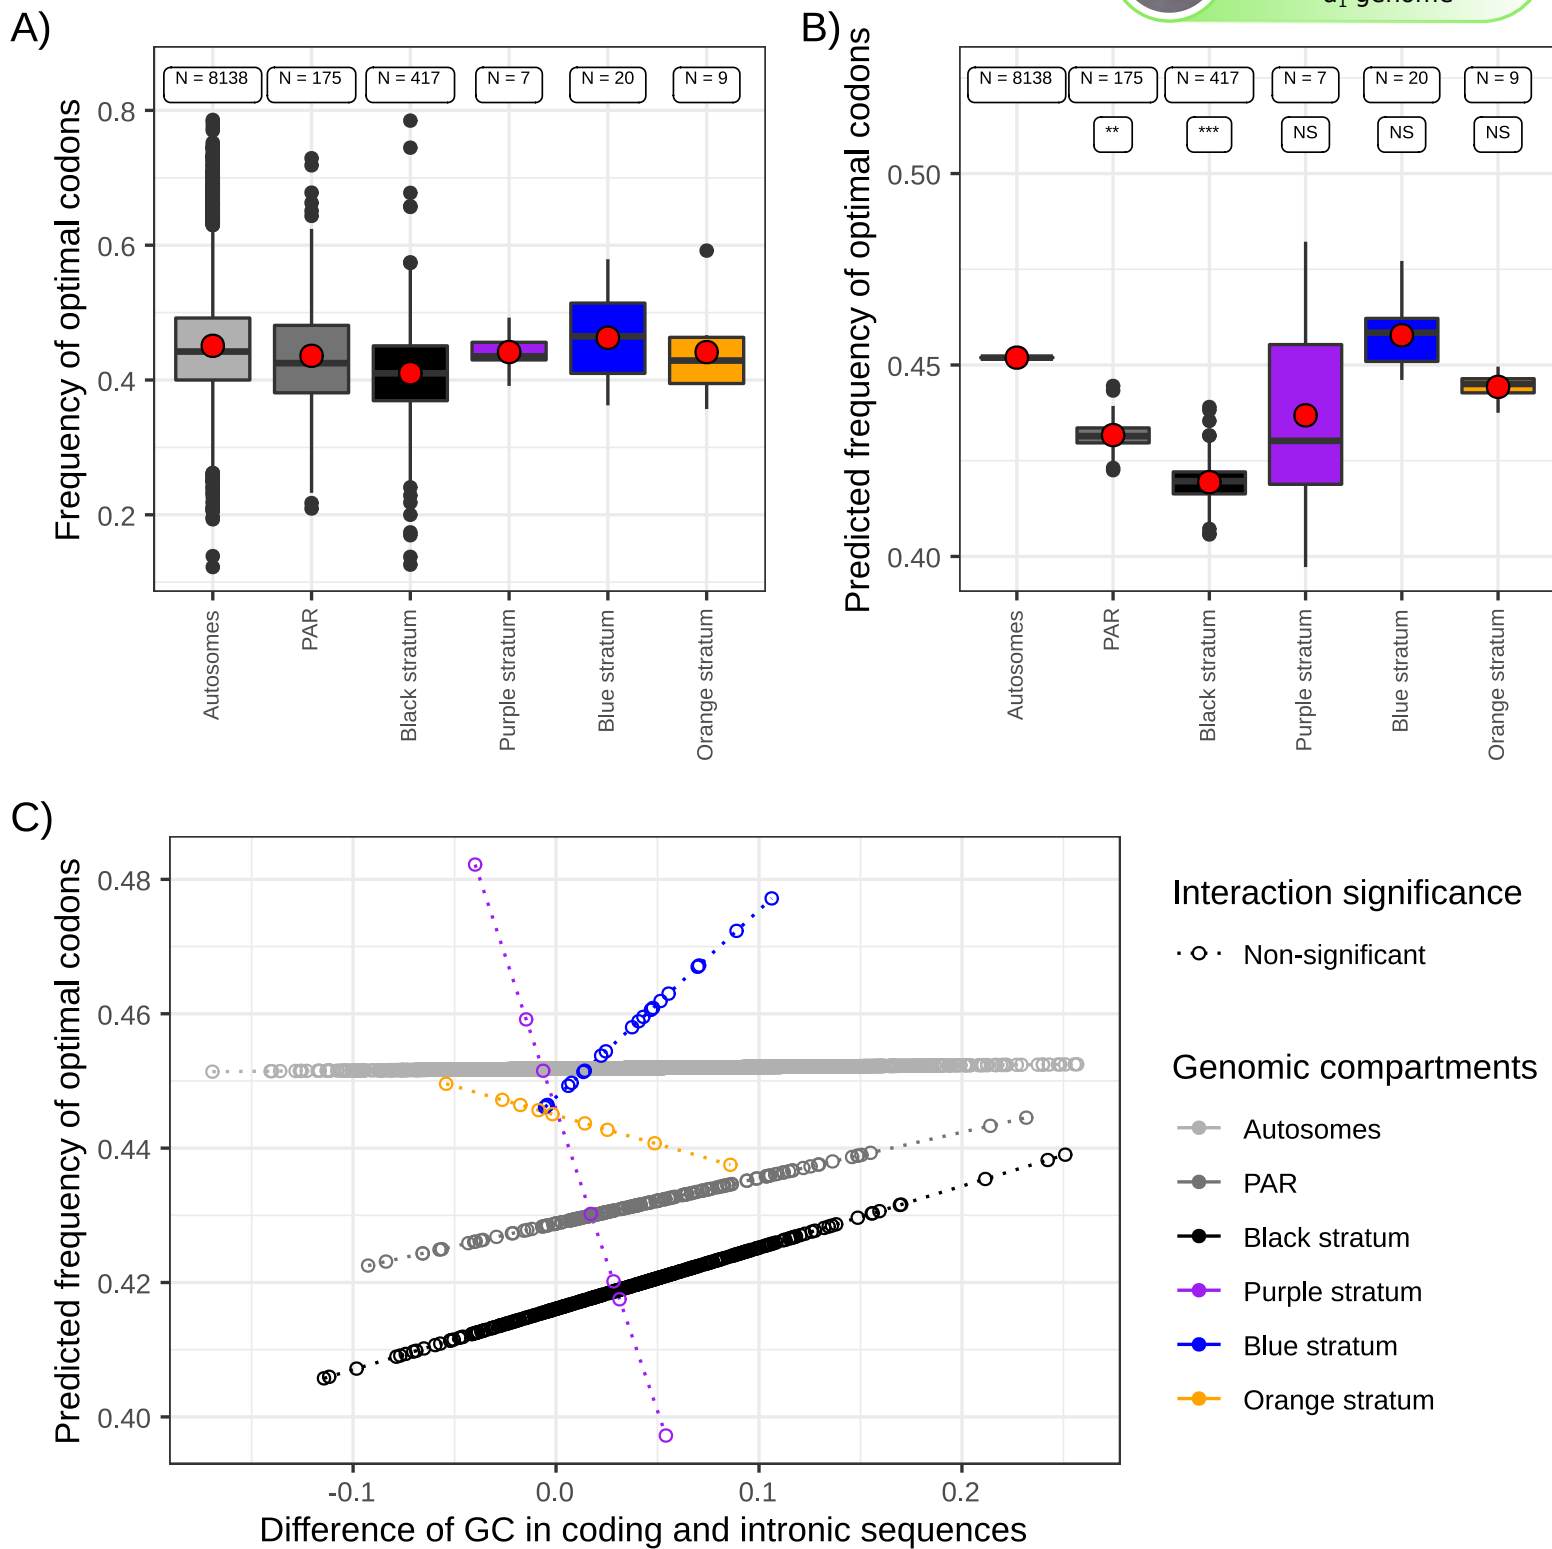 a1 genome
A)
B)
Frequency of optimal codons
N = 8138
N = 175
N = 417
N = 7
N = 20
N = 9
0.8
0.6
0.4
0.2
Autosomes
PAR
Black stratum
Purple stratum
Blue stratum
Orange stratum
Predicted frequency of optimal codons
N = 8138
N = 175
N = 417
N = 7
N = 20
N = 9
**
***
NS
NS
NS
0.50
0.45
0.40
Autosomes
PAR
Black stratum
Purple stratum
Blue stratum
Orange stratum
C)
Predicted frequency of optimal codons
0.48
0.46
0.44
0.42
0.40
-0.1
0.0
0.1
0.2
Difference of GC in coding and intronic sequences
Interaction significance
Non-significant
Genomic compartments
Autosomes
PAR
Black stratum
Purple stratum
Blue stratum
Orange stratum